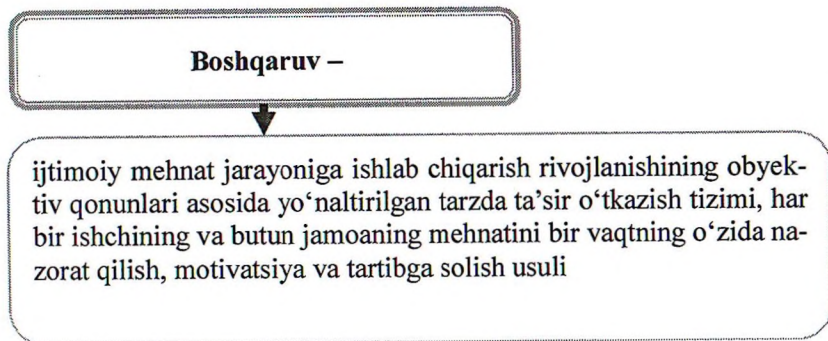 Boshqaruv –
ijtimoiy mehnat jarayoniga ishlab chiqarish rivojlanishining obyek-
tiv qonunlari asosida yo‘naltirilgan tarzda ta’sir o‘tkazish tizimi, har
bir ishchining va butun jamoaning mehnatini bir vaqtning o‘zida na-
zorat qilish, motivatsiya va tartibga solish usuli